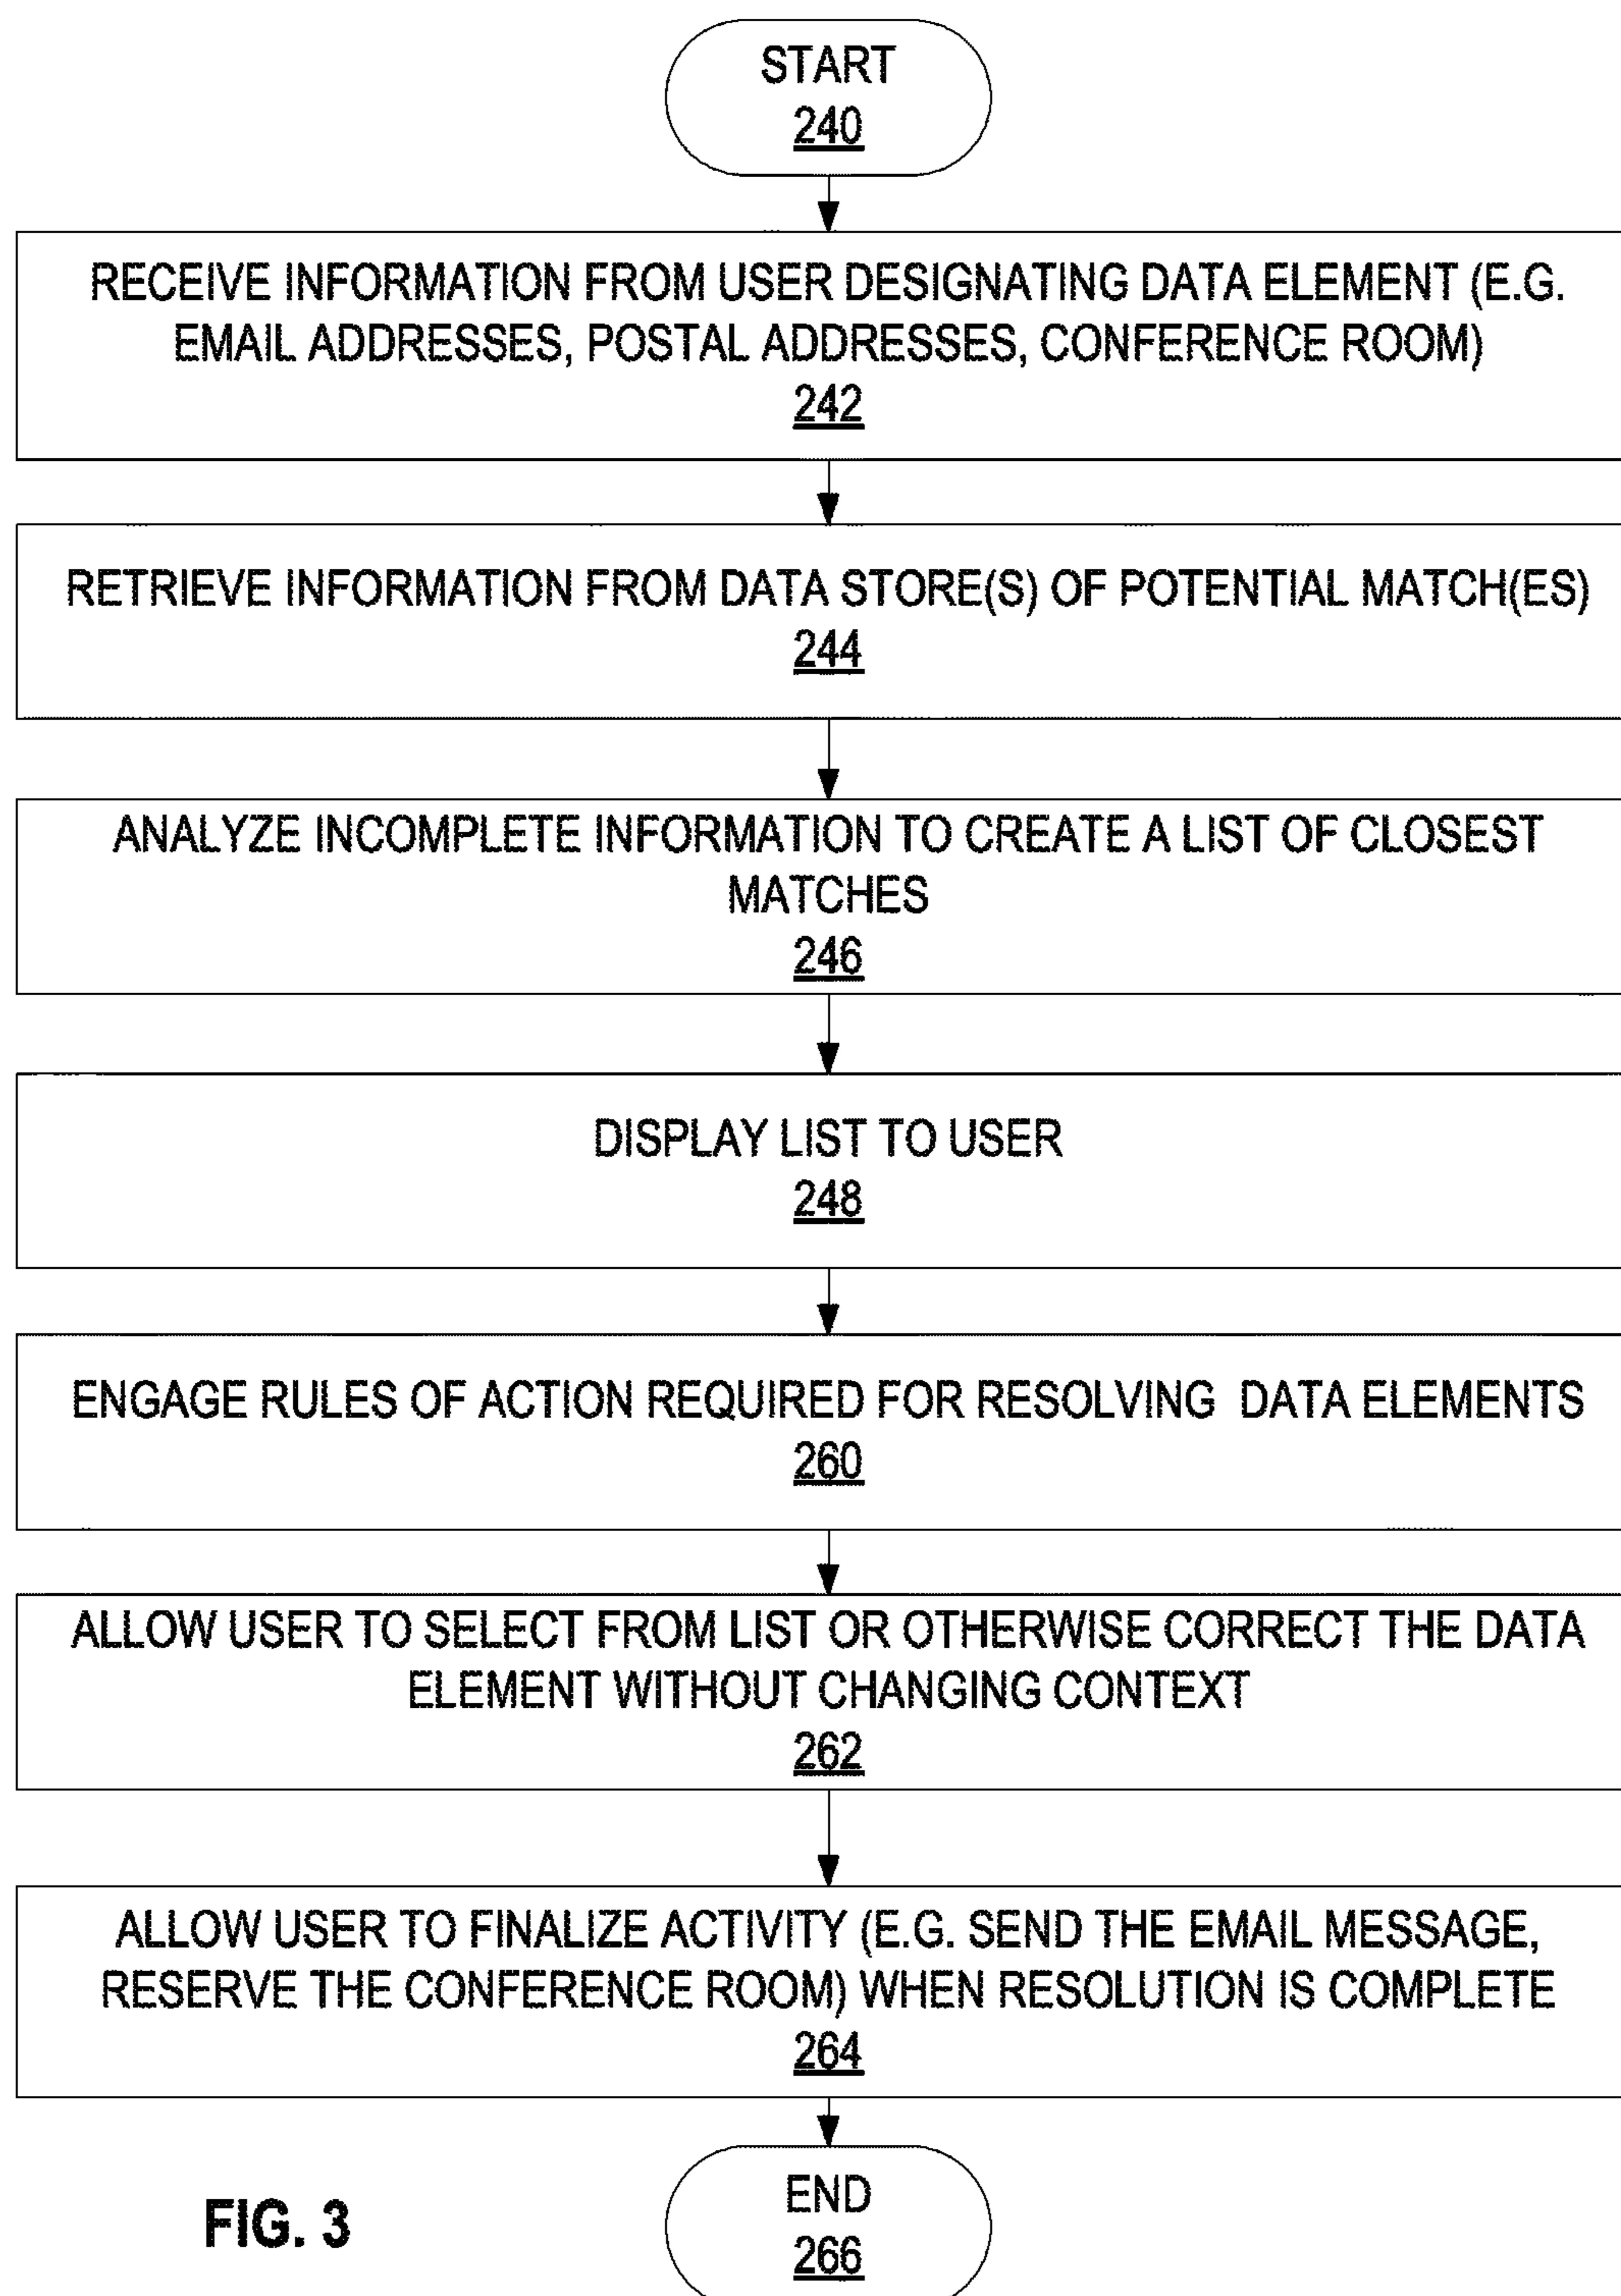 START
240
RECEIVE INFORMATION FROM USER DESIGNATING DATA ELEMENT (E.G.
EMAIL ADDRESSES, POSTAL ADDRESSES, CONFERENCE ROOM)
242
RETRIEVE INFORMATION FROM DATA STORE(S) OF POTENTIAL MATCH(ES)
244
ANALYZE INCOMPLETE INFORMATION TO CREATE A LIST OF CLOSEST
MATCHES
246
DISPLAY LIST TO USER
248
ENGAGE RULES OF ACTION REQUIRED FOR RESOLVING DATA ELEMENTS
260
ALLOW USER TO SELECT FROM LIST OR OTHERWISE CORRECT THE DATA
ELEMENT WITHOUT CHANGING CONTEXT
262
ALLOW USER TO FINALIZE ACTIVITY (E.G. SEND THE EMAIL MESSAGE,
RESERVE THE CONFERENCE ROOM) WHEN RESOLUTION IS COMPLETE
264
END
266
FIG. 3